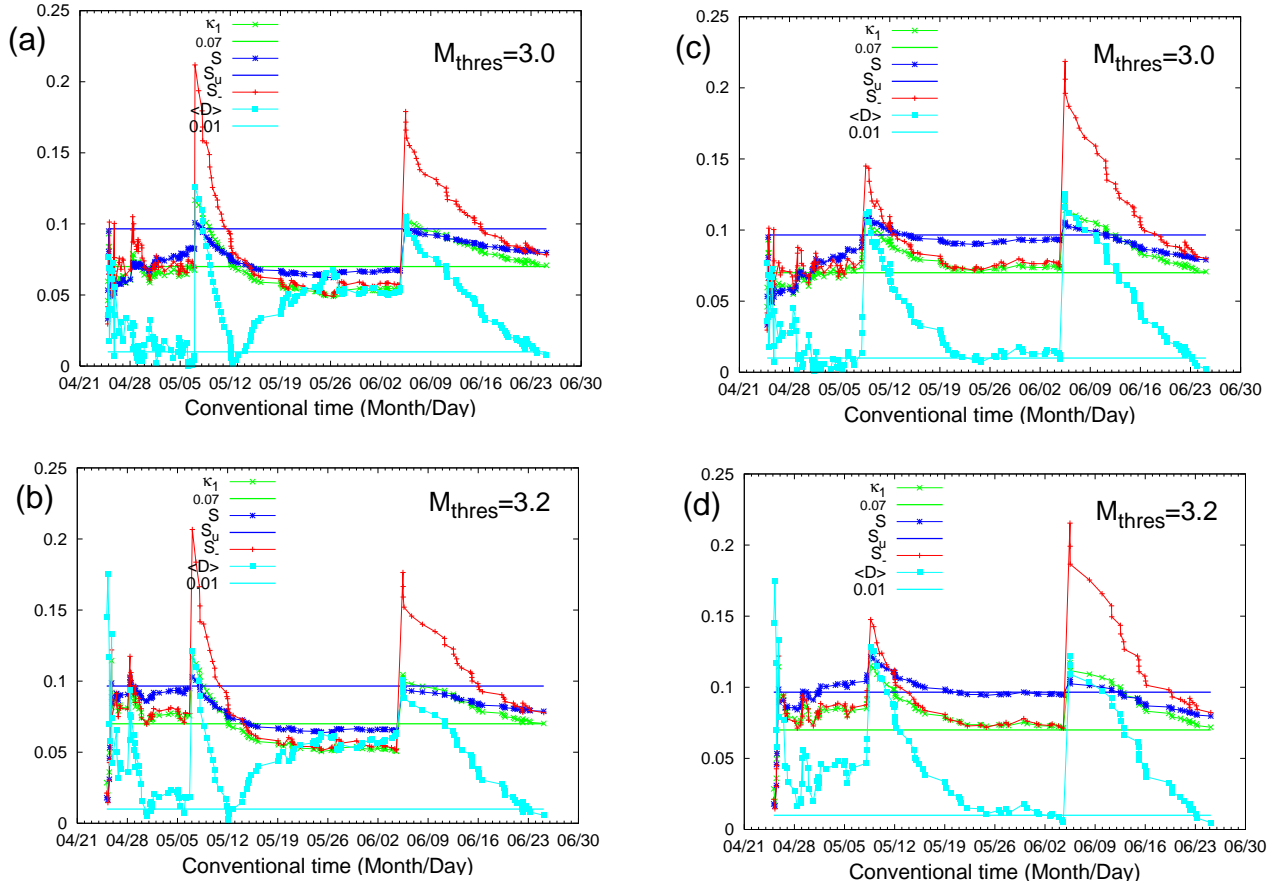 (a)
κ1
0.07
S
Su
S-
<D>
0.01
Mthres=3.0
0.25
0.2
0.15
0.1
0.05
0
04/21 04/28 05/05 05/12 05/19 05/26 06/02 06/09 06/16 06/23 06/30
Conventional time (Month/Day)
(c)
κ1
0.07
S
Su
S-
<D>
0.01
Mthres=3.0
0.25
0.2
0.15
0.1
0.05
0
04/21 04/28 05/05 05/12 05/19 05/26 06/02 06/09 06/16 06/23 06/30
Conventional time (Month/Day)
(b)
κ1
0.07
S
Su
S-
<D>
0.01
Mthres=3.2
0.25
0.2
0.15
0.1
0.05
0
04/21 04/28 05/05 05/12 05/19 05/26 06/02 06/09 06/16 06/23 06/30
Conventional time (Month/Day)
(d)
κ1
0.07
S
Su
S-
<D>
0.01
Mthres=3.2
0.25
0.2
0.15
0.1
0.05
0
04/21 04/28 05/05 05/12 05/19 05/26 06/02 06/09 06/16 06/23 06/30
Conventional time (Month/Day)